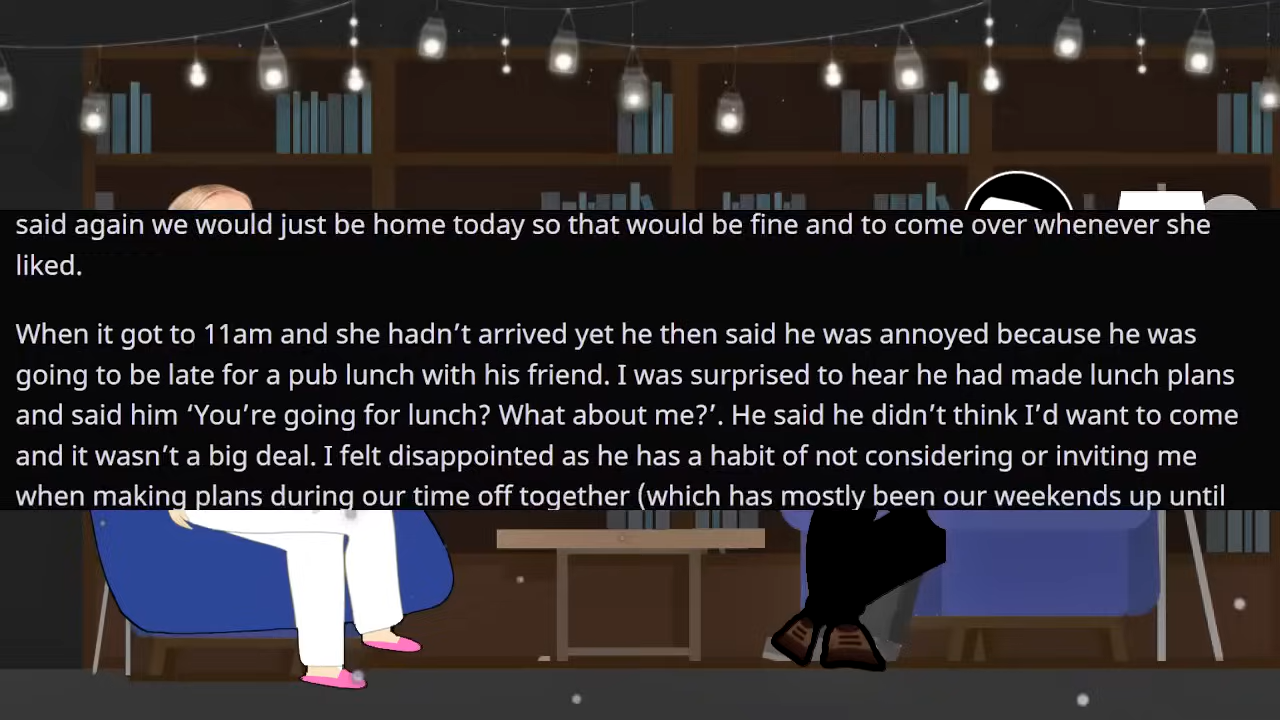 said again we would just be home today so that would be fine and to come over whenever she
liked.
When it got to 11am and she hadn’t arrived yet he then said he was annoyed because he was
going to be late for a pub lunch with his friend. I was surprised to hear he had made lunch plans
and said him ‘You’re going for lunch? What about me?’. He said he didn’t think I’d want to come
and it wasn’t a big deal. I felt disappointed as he has a habit of not considering or inviting me
when making plans during our time off together (which has mostly been our weekends up until